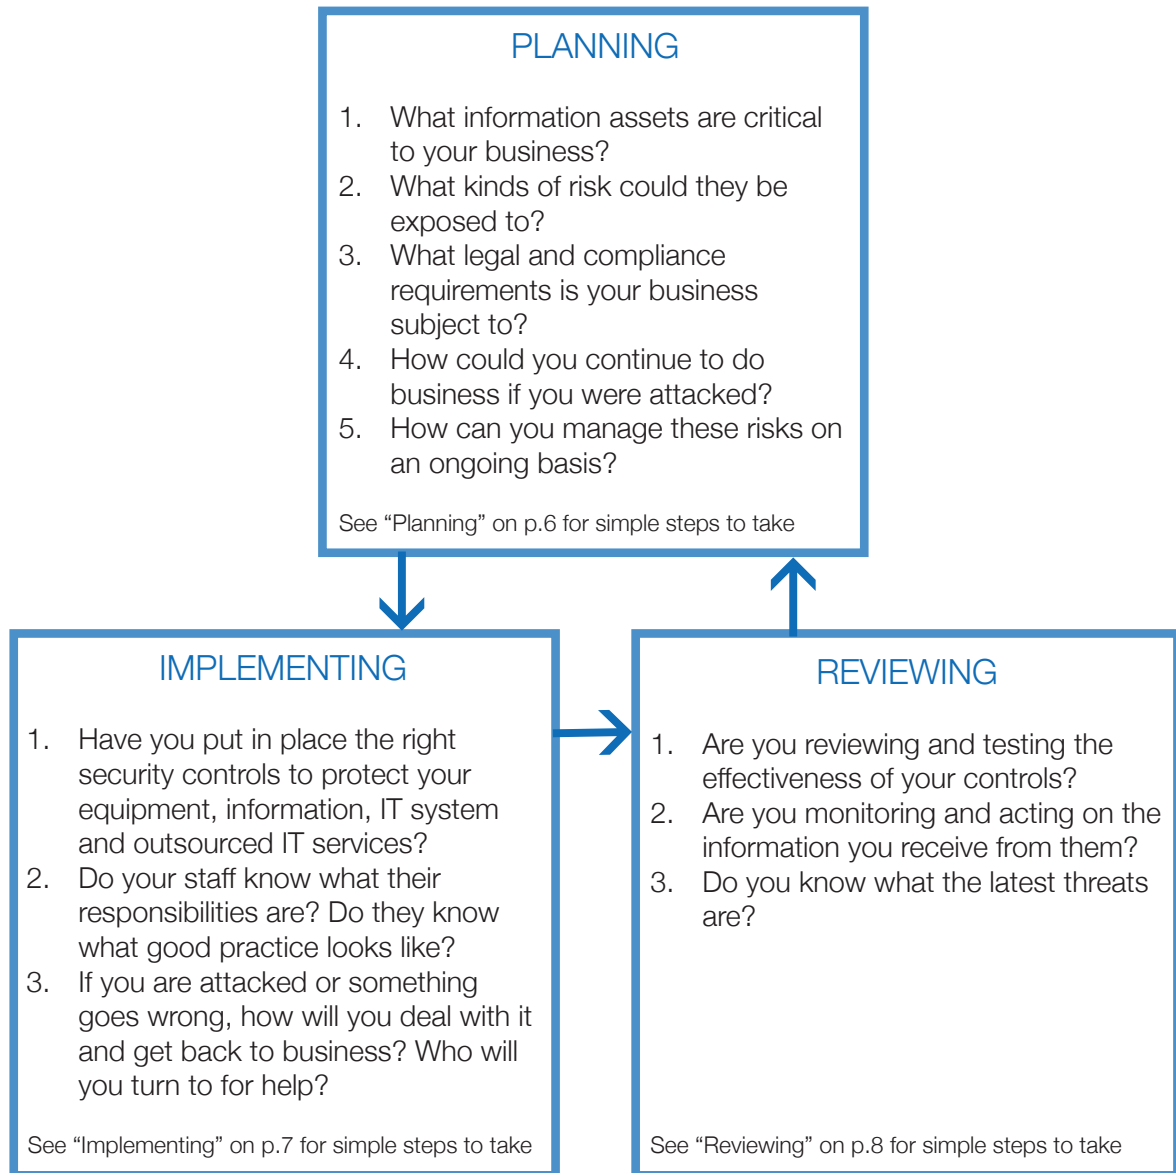 PLANNING
1. What information assets are critical
to your business?
2. What kinds of risk could they be
exposed to?
3. What legal and compliance
requirements is your business
subject to?
4. How could you continue to do
business if you were attacked?
5. How can you manage these risks on
an ongoing basis?
See “Planning” on p.6 for simple steps to take
IMPLEMENTING
1. Have you put in place the right
security controls to protect your
equipment, information, IT system
and outsourced IT services?
2. Do your staff know what their
responsibilities are? Do they know
what good practice looks like?
3. If you are attacked or something
goes wrong, how will you deal with it
and get back to business? Who will
you turn to for help?
See “Implementing” on p.7 for simple steps to take
REVIEWING
1. Are you reviewing and testing the
effectiveness of your controls?
2. Are you monitoring and acting on the
information you receive from them?
3. Do you know what the latest threats
are?
See “Reviewing” on p.8 for simple steps to take